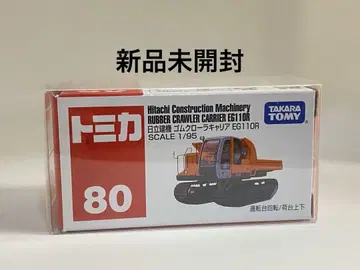 新品未開封
Hitachi Construction Machinery
RUBBER CRAWLER CARRIER EG110R
日立建機 ゴムクローラキャリア EG110R
SCALE 1/95
TAKARA
TOMY
トミカ
80
運転台回転/荷台上下